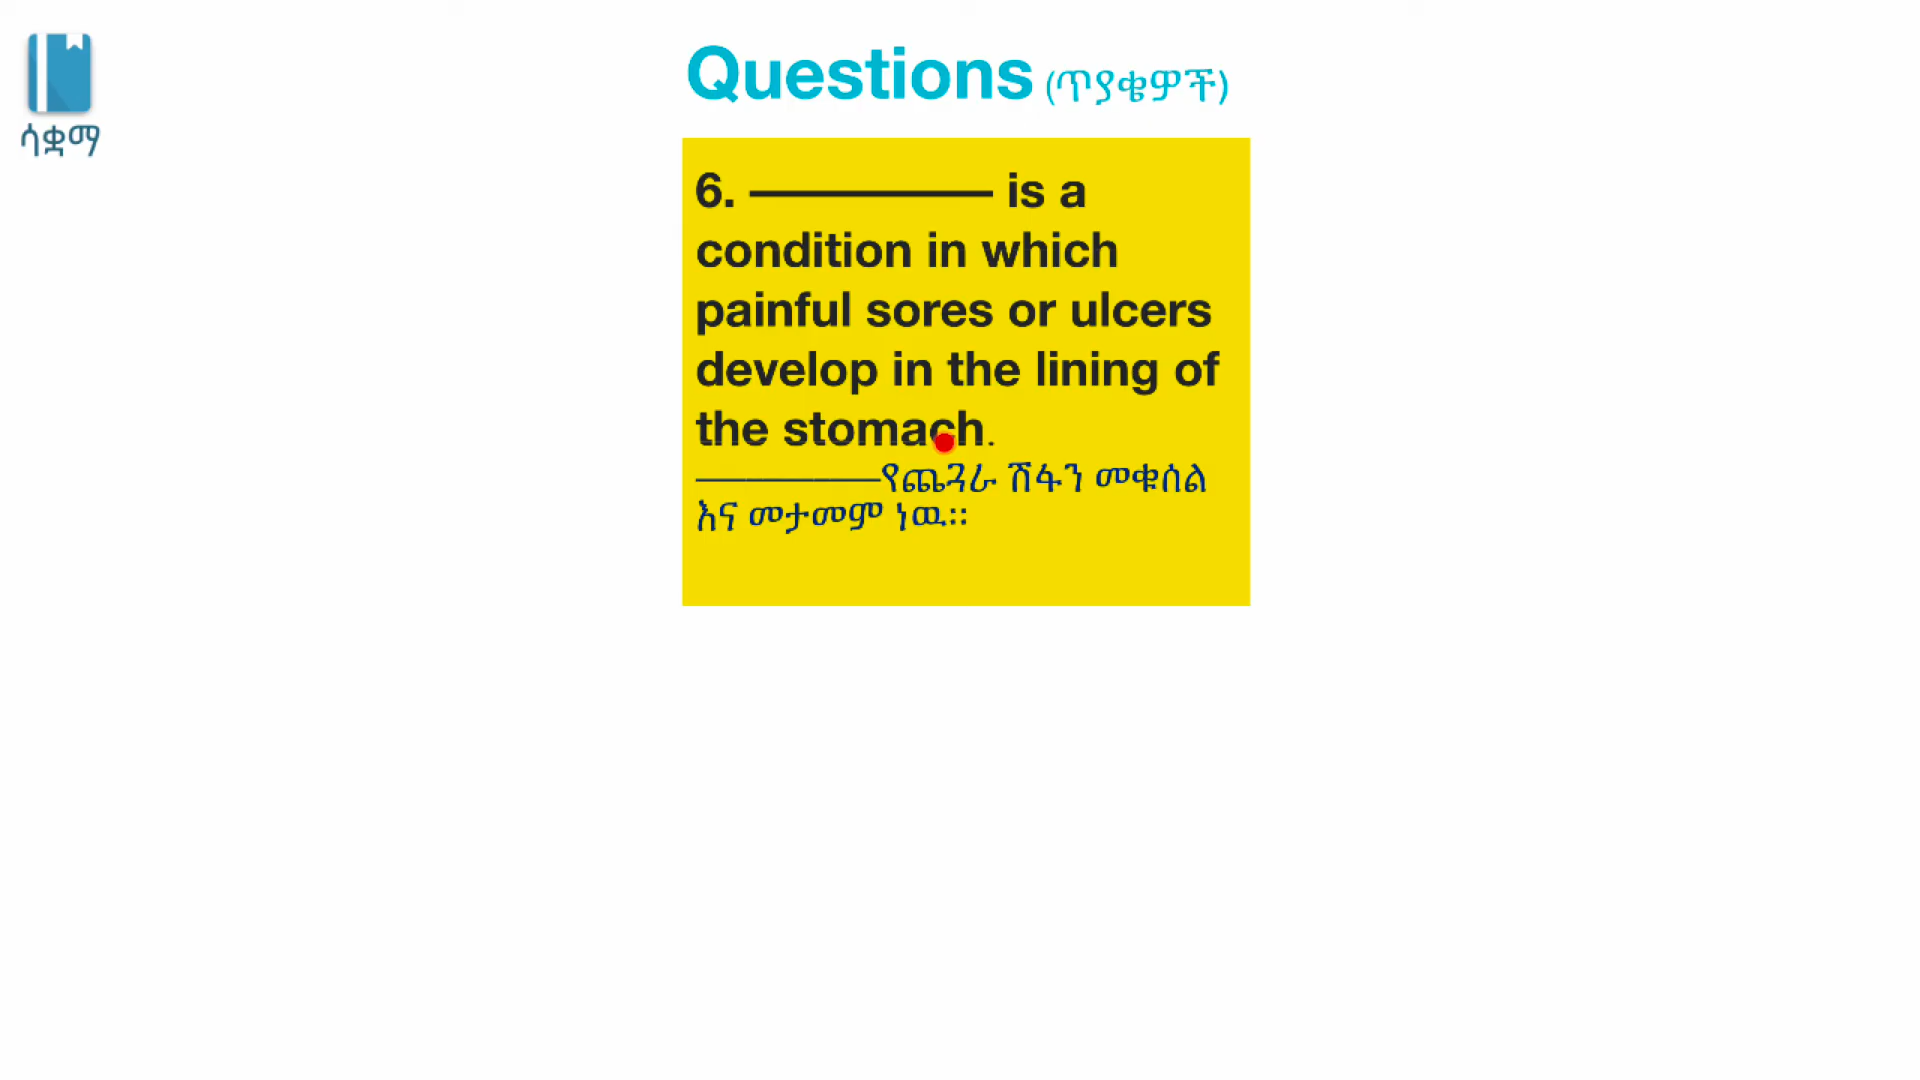 ሳቋማ
Questions (ጥያቄዎች)
6. ————— is a
condition in which
painful sores or ulcers
develop in the lining of
the stomach.
—————የጨጓራ ሽፋን መቁሰል
እና መታመም ነዉ።